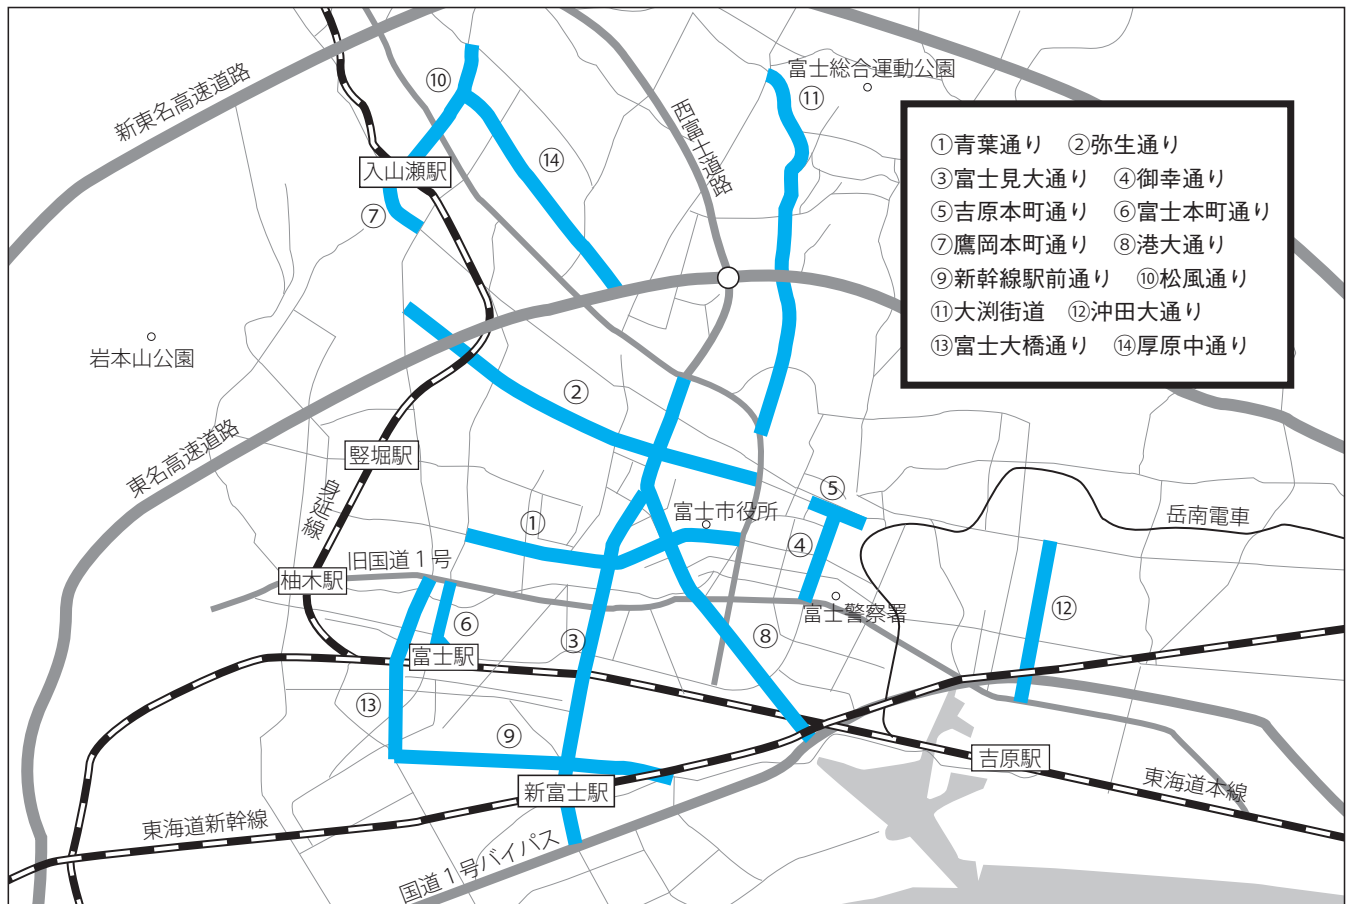 富士総合運動公園
⑩
⑪
新東名高速道路
西富士道路
①青葉通り ②弥生通り
③富士見大通り ④御幸通り
⑤吉原本町通り ⑥富士本町通り
⑦鷹岡本町通り ⑧港大通り
⑨新幹線駅前通り ⑩松風通り
⑪大渕街道 ⑫沖田大通り
⑬富士大橋通り ⑭厚原中通り
入山瀬駅
⑭
⑦
岩本山公園
②
東名高速道路
竪堀駅
身延線
⑤
富士市役所
①
岳南電車
④
旧国道1号
柚木駅
富士警察署
⑫
⑥
③
⑧
富士駅
⑬
⑨
吉原駅
新富士駅
東海道本線
東海道新幹線
国道1号バイパス